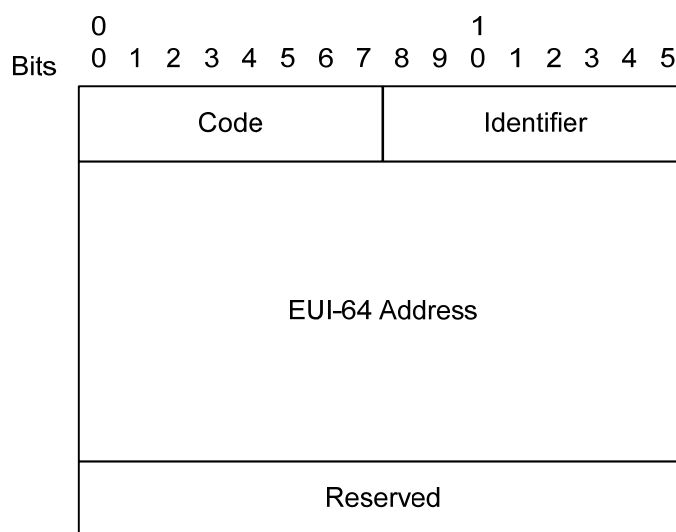 0 1
Bits 0 1 2 3 4 5 6 7 8 9 0 1 2 3 4 5
Code Identifier
EUI-64 Address
Reserved